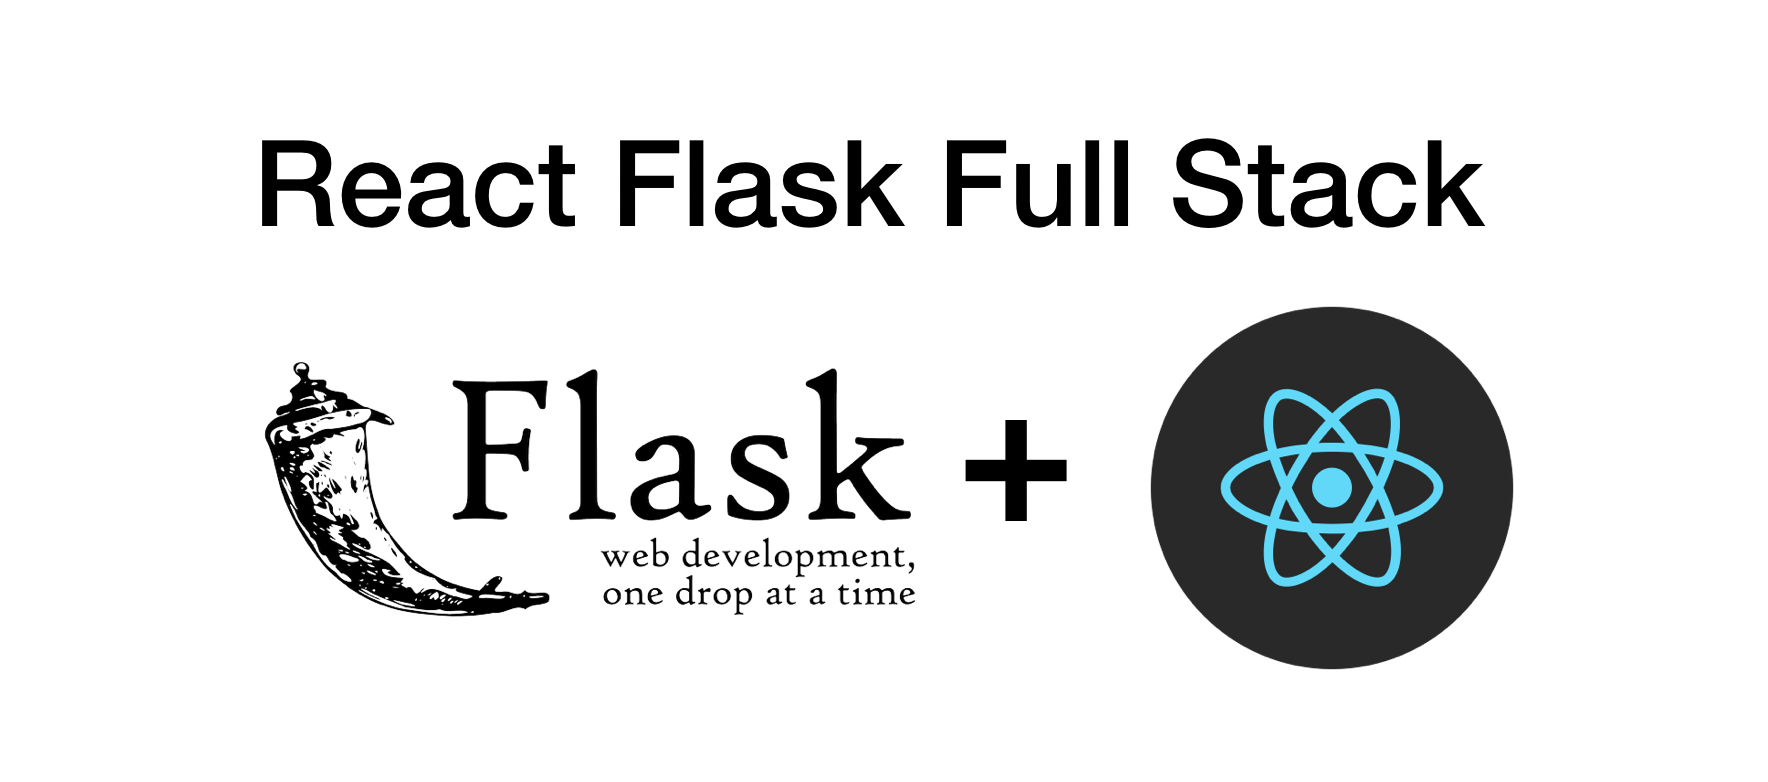 React Flask Full Stack
Flask
+
web development,
one drop at a time